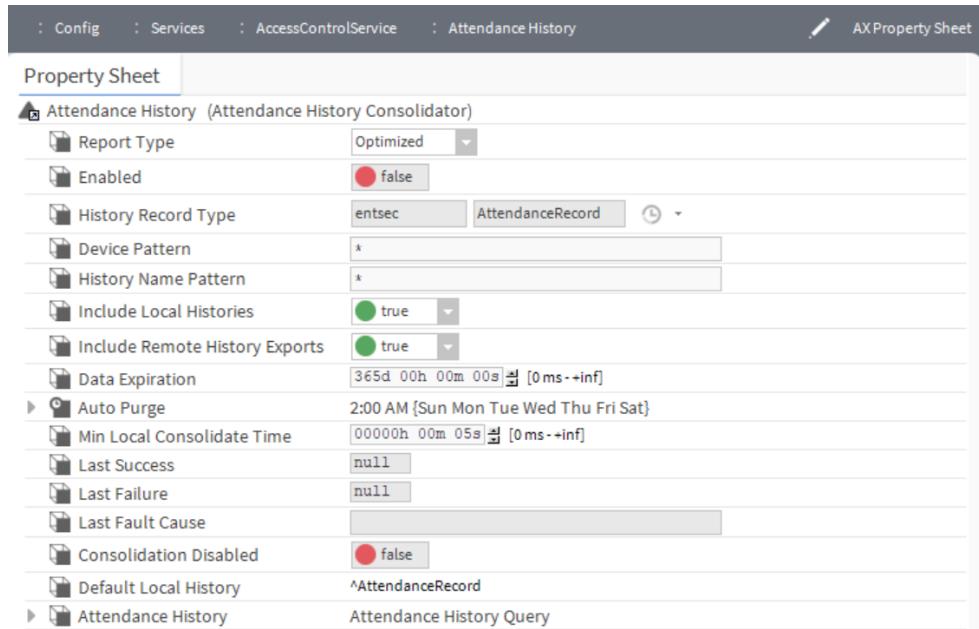 : Config : Services : AccessControlService : Attendance History AX Property Sheet
Property Sheet
Attendance History (Attendance History Consolidator)
Report Type Optimized
Enabled false
History Record Type entsec AttendanceRecord
Device Pattern *
History Name Pattern *
Include Local Histories true
Include Remote History Exports true
Data Expiration 365d 00h 00m 00s [0 ms - +inf]
Auto Purge 2:00 AM {Sun Mon Tue Wed Thu Fri Sat}
Min Local Consolidate Time 00000h 00m 05s [0 ms - +inf]
Last Success null
Last Failure null
Last Fault Cause
Consolidation Disabled false
Default Local History ^AttendanceRecord
Attendance History Attendance History Query